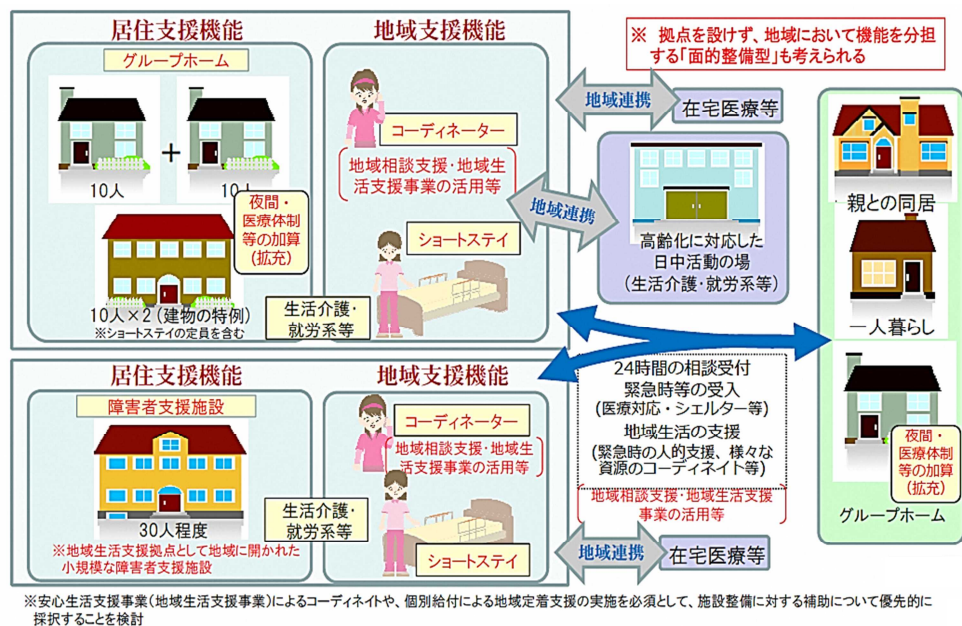 居住支援機能
地域支援機能
グループホーム
10人
+
10人
夜間・
医療体制
等の加算
(拡充)
10人×2(建物の特例)
※ショートステイの定員を含む
コーディネーター
地域相談支援・地域生
活支援事業の活用等
ショートステイ
生活介護・
就労系等
※ 拠点を設けず、地域において機能を分担
する「面的整備型」も考えられる
地域連携
在宅医療等
地域連携
高齢化に対応した
日中活動の場
(生活介護・就労系等)
親との同居
一人暮らし
夜間・
医療体制
等の加算
(拡充)
グループホーム
居住支援機能
地域支援機能
障害者支援施設
30人程度
※地域生活支援拠点として地域に開かれた
小規模な障害者支援施設
コーディネーター
地域相談支援・地域生
活支援事業の活用等
生活介護・
就労系等
ショートステイ
24時間の相談受付
緊急時等の受入
(医療対応・シェルター等)
地域生活の支援
(緊急時の人的支援、様々な
資源のコーディネイト等)
地域相談支援・地域生活支援
事業の活用等
地域連携
在宅医療等
※安心生活支援事業(地域生活支援事業)によるコーディネイトや、個別給付による地域定着支援の実施を必須として、施設整備に対する補助について優先的に
採択することを検討